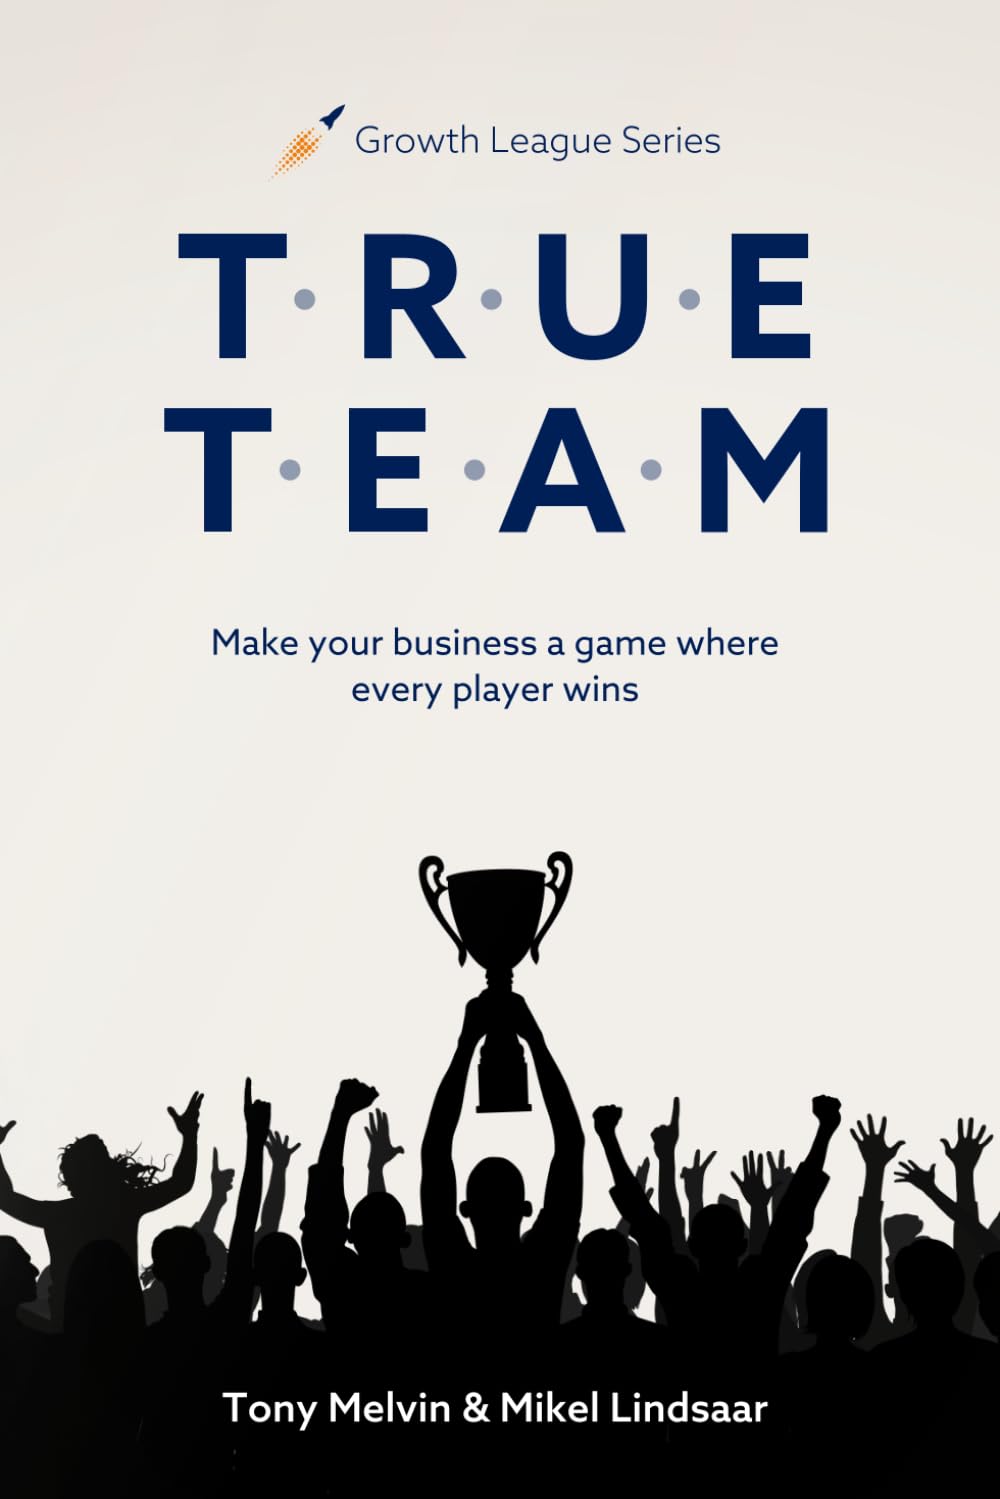 Growth League Series
T·R·U·E
T·E·A·M
Make your business a game where
every player wins
Tony Melvin & Mikel Lindsaar